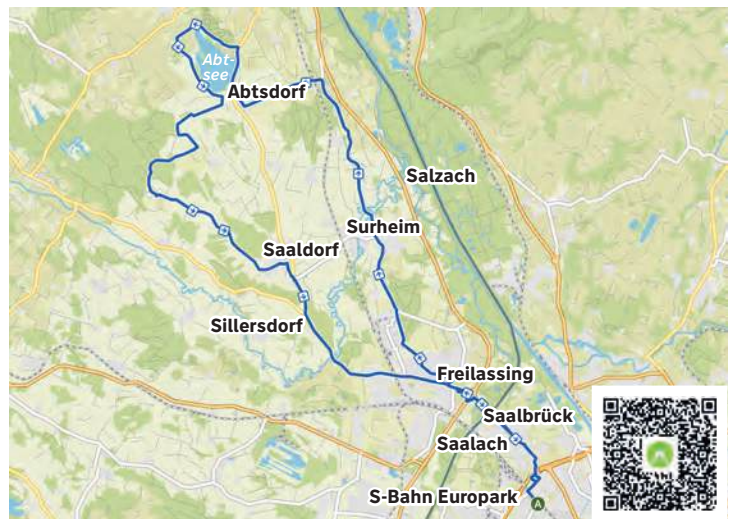 Abt-
see
Abtsdorf
Salzach
Surheim
Saaldorf
Sillersdorf
Freilassing
Saalbrück
Saalach
S-Bahn Europark
A